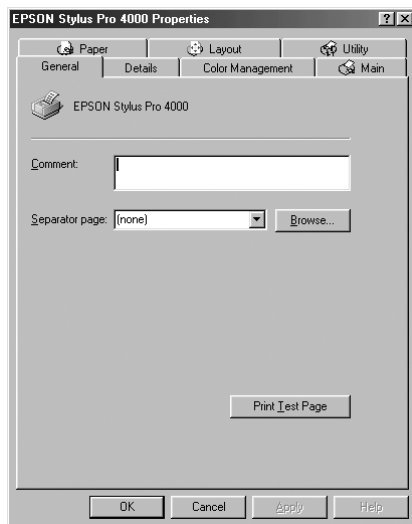 EPSON Stylus Pro 4000 Properties
Paper Layout Utility
General Details Color Management Main
EPSON Stylus Pro 4000
Comment:
Separator page: (none) Browse...
Print Test Page
OK Cancel Apply Help